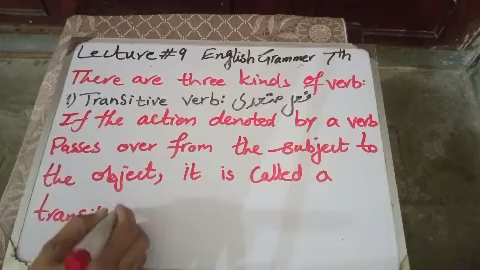 Lecture #9 English Grammer 7th
There are three kinds of verb:
1) Transitive verb: فعل متعدی
If the action denoted by a verb
Passes over from the subject to
the object, it is called a
transi